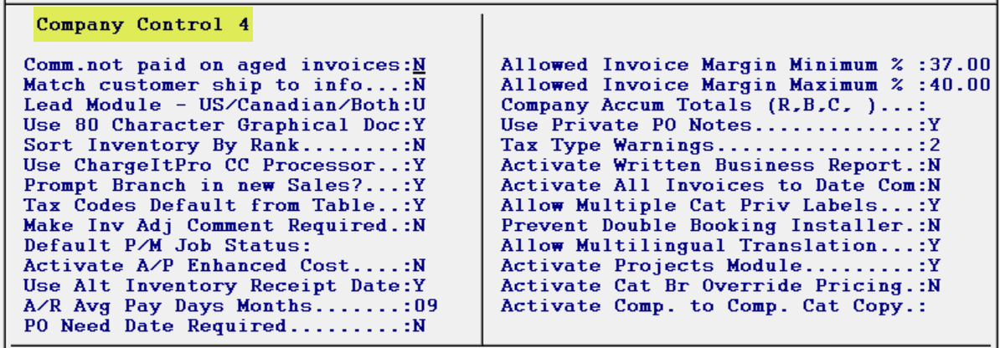 Company Control 4
Comm.not paid on aged invoices:N
Match customer ship to info...:N
Lead Module - US/Canadian/Both:U
Use 80 Character Graphical Doc:Y
Sort Inventory By Rank........:N
Use ChargeItPro CC Processor..:Y
Prompt Branch in new Sales?...:Y
Tax Codes Default from Table..:Y
Make Inv Adj Comment Required.:N
Default P/M Job Status:
Activate A/P Enhanced Cost....:N
Use Alt Inventory Receipt Date:Y
A/R Avg Pay Days Months.......:09
PO Need Date Required.........:N
Allowed Invoice Margin Minimum % :37.00
Allowed Invoice Margin Maximum % :40.00
Company Accum Totals (R,B,C, )...:
Use Private PO Notes.............:Y
Tax Type Warnings................:2
Activate Written Business Report.:N
Activate All Invoices to Date Com:N
Allow Multiple Cat Priv Labels...:Y
Prevent Double Booking Installer.:N
Allow Multilingual Translation...:Y
Activate Projects Module.........:Y
Activate Cat Br Override Pricing.:N
Activate Comp. to Comp. Cat Copy.: